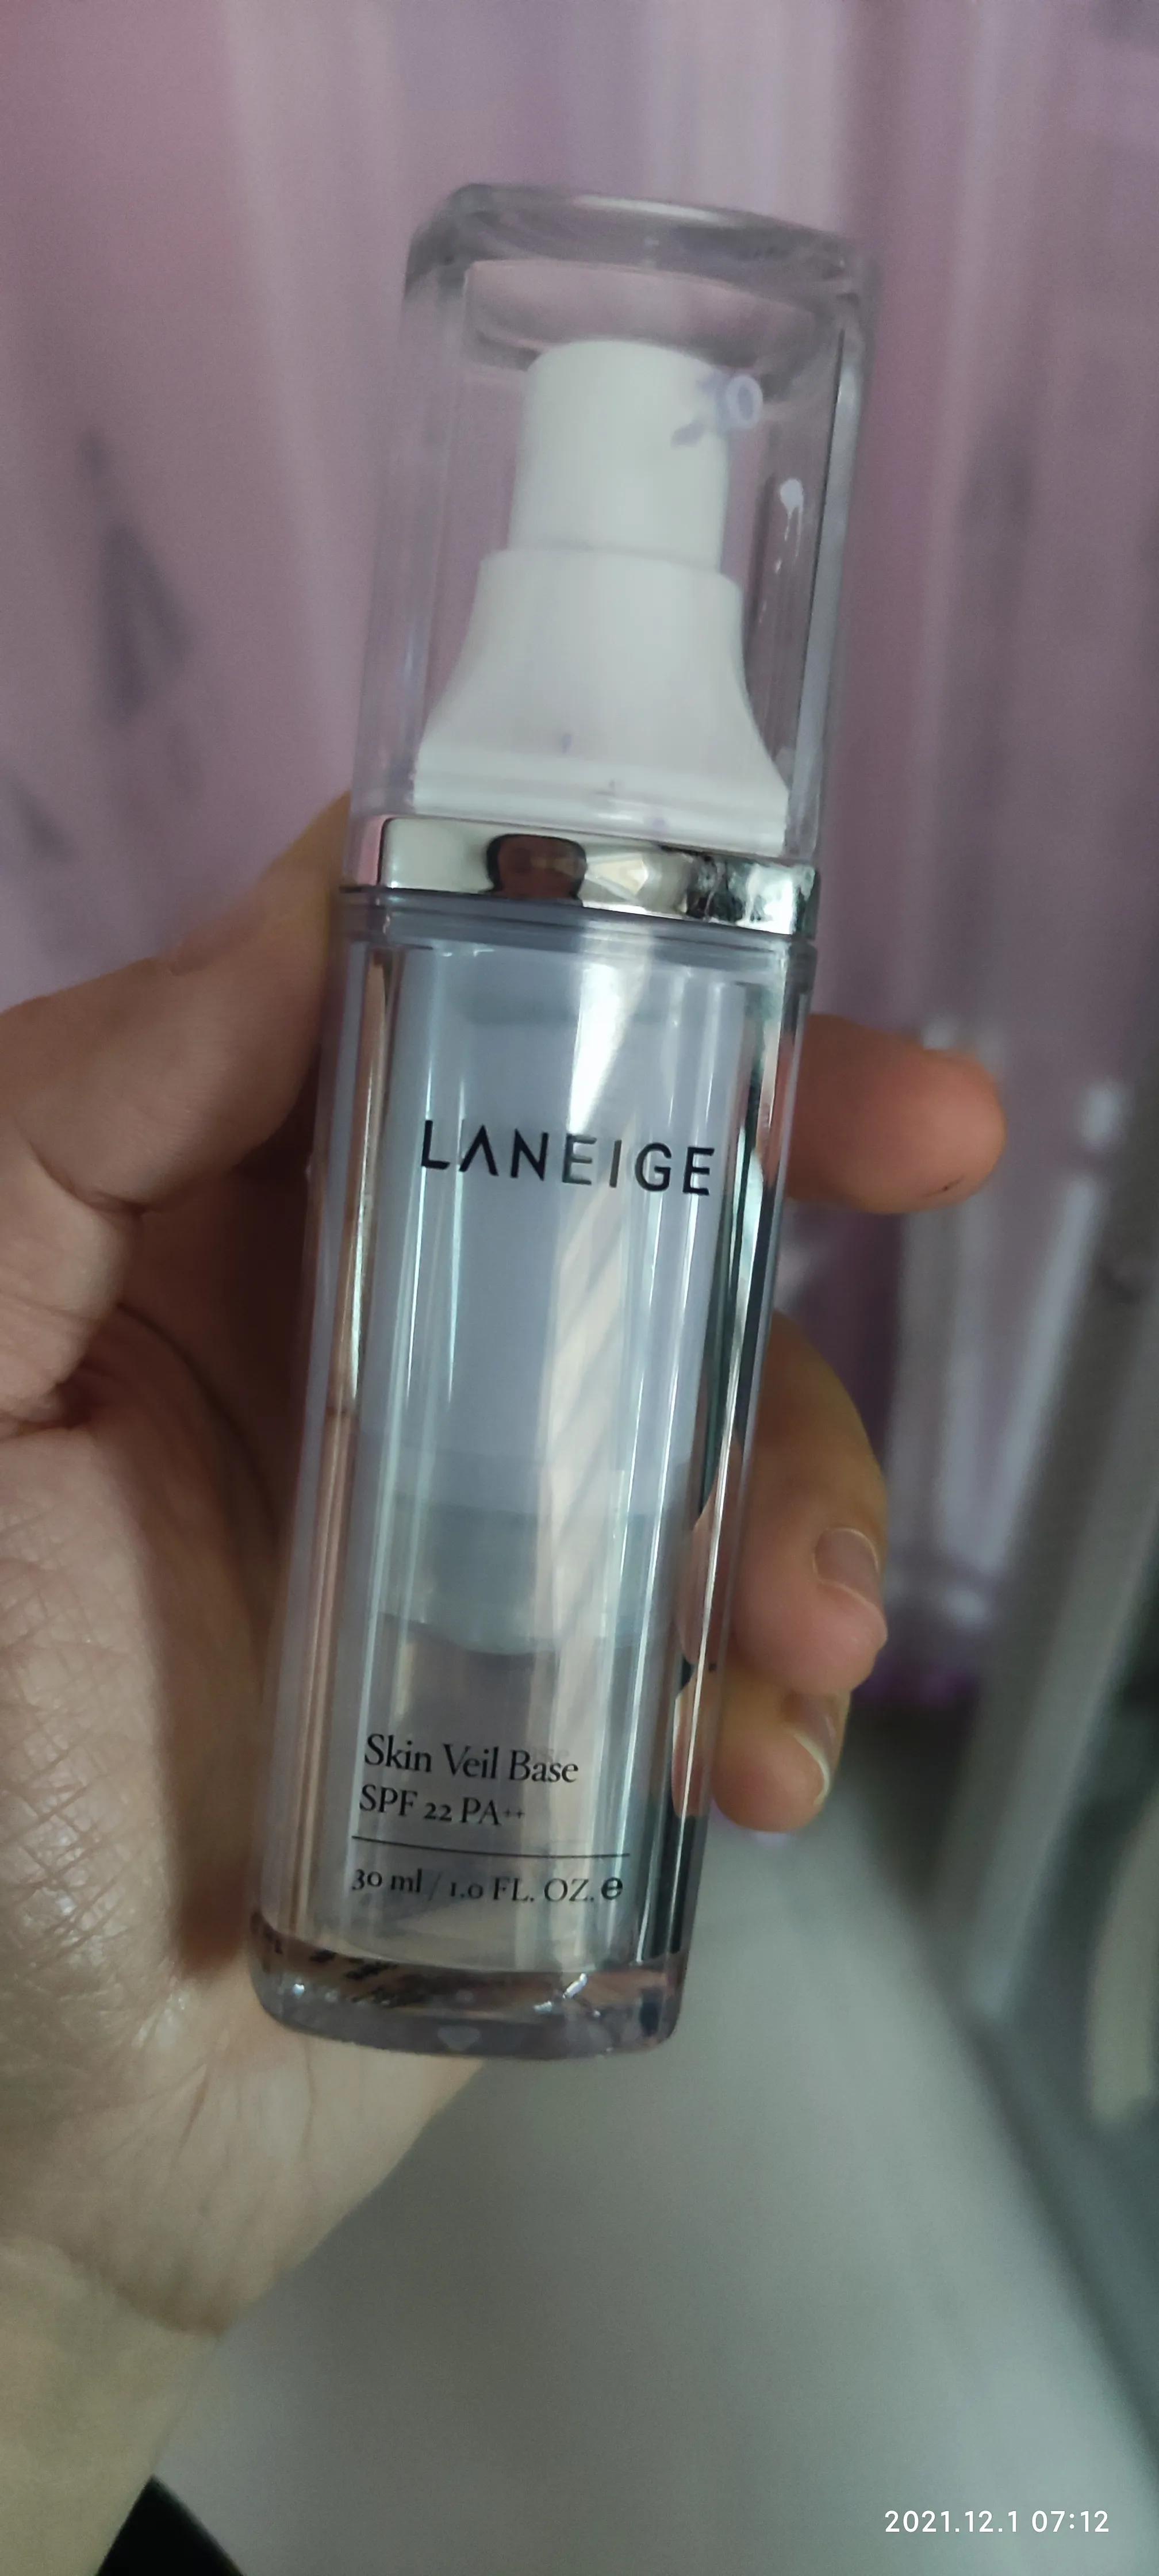 LANEIGE
Skin Veil Base
SPF 22 PA++
30 ml / 1.0 FL. OZ. e
2021.12.1 07:12